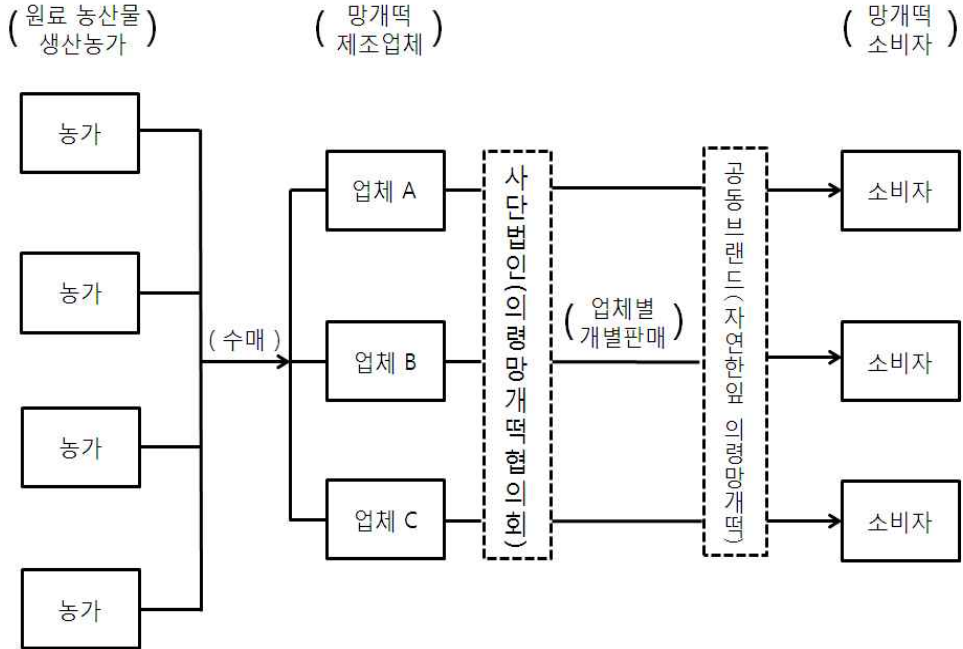 (원료 농산물 생산농가)
(망개떡 제조업체)
(망개떡 소비자)
농가
농가
농가
농가
(수매)
업체 A
업체 B
업체 C
사단법인(의령망개떡협의회)
(업체별 개별판매)
공동브랜드(자연한잎 의령망개떡)
소비자
소비자
소비자